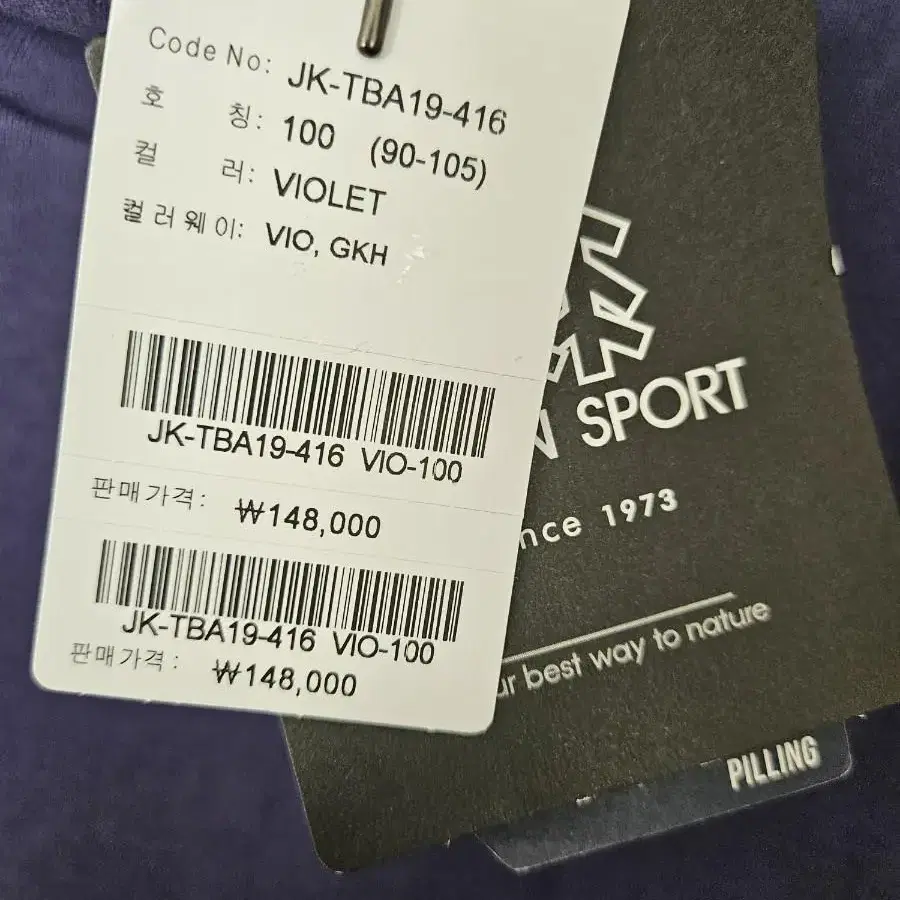 Code No: JK-TBA19-416
호 칭: 100 (90-105)
컬 러: VIOLET
컬러웨이: VIO, GKH
JK-TBA19-416 VIO-100
판매가격: ₩148,000
JK-TBA19-416 VIO-100
판매가격: ₩148,000
SPORT
1973
best way to nature
PILLING